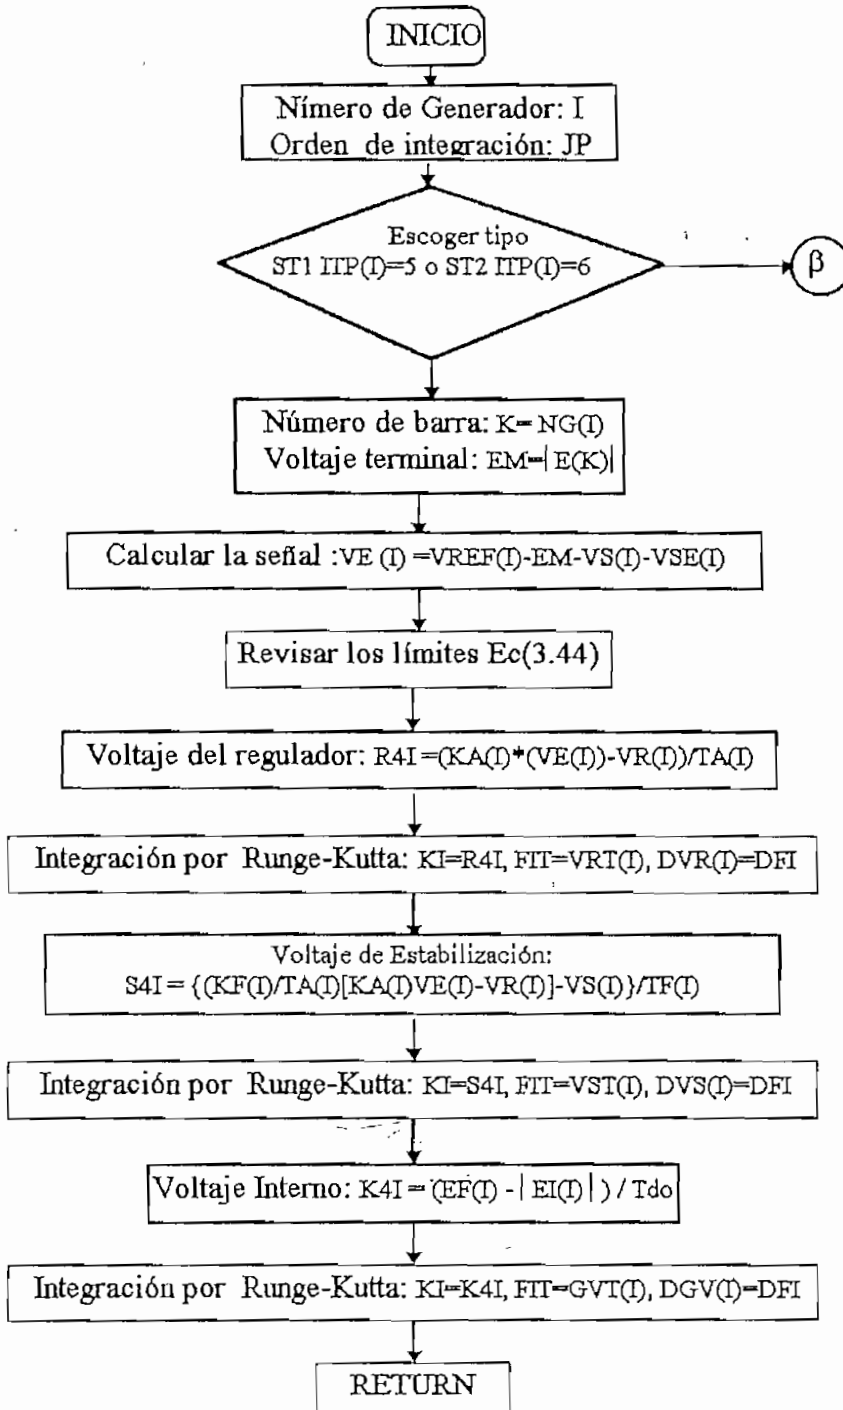 INICIO
Nímero de Generador: I
Orden de integración: JP
Escoger tipo
ST1 ITP(I)=5 o ST2 ITP(I)=6
β
Número de barra: K=NG(I)
Voltaje terminal: EM=|E(K)|
Calcular la señal :VE (I) =VREF(I)-EM-VS(I)-VSE(I)
Revisar los límites Ec(3.44)
Voltaje del regulador: R4I=(KA(I)*(VE(I))-VR(I))/TA(I)
Integración por Runge-Kutta: KI=R4I, FIT=VRT(I), DVR(I)=DFI
Voltaje de Estabilización:
S4I = {(KF(I)/TA(I)[KA(I)VE(I)-VR(I)]-VS(I)}/TF(I)
Integración por Runge-Kutta: KI=S4I, FIT=VST(I), DVS(I)=DFI
Voltaje Interno: K4I = (EF(I) -| EI(I)| ) / Tdo
Integración por Runge-Kutta: KI=K4I, FIT=GVT(I), DGV(I)=DFI
RETURN